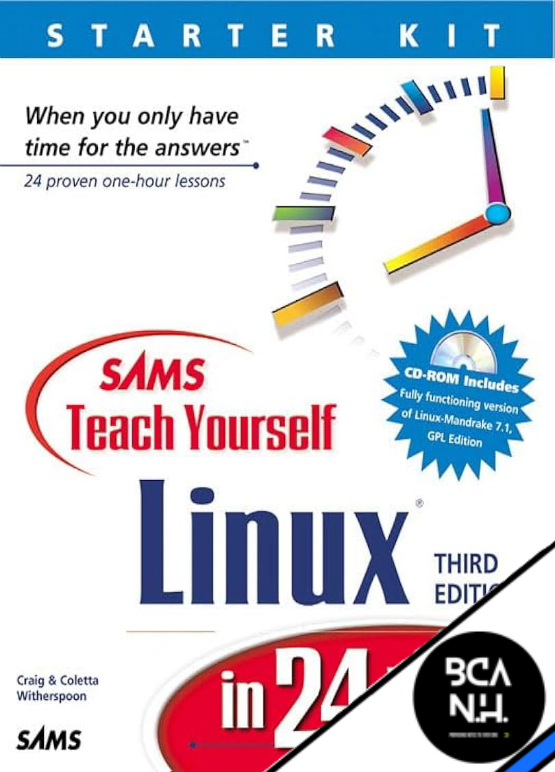 STARTER KIT
When you only have
time for the answers™
24 proven one-hour lessons
CD-ROM Includes
Fully functioning version
of Linux-Mandrake 7.1,
GPL Edition
SAMS
Teach Yourself
Linux®
THIRD
in 24
Craig & Coletta
Witherspoon
SAMS
BCA
N.H.